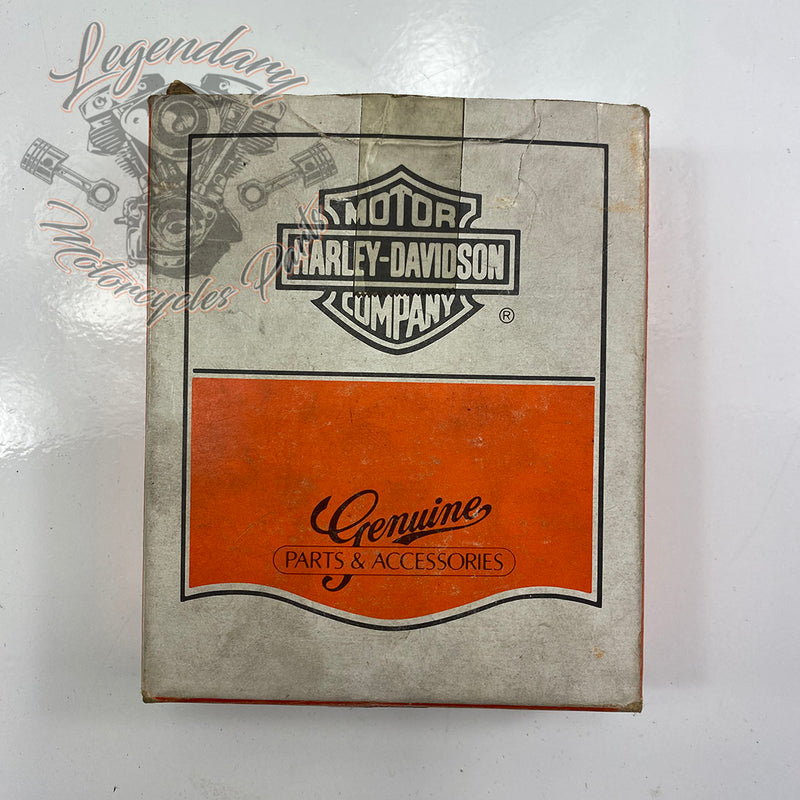 Legendary
Motorcycles Parts
MOTOR
HARLEY-DAVIDSON
COMPANY
®
Genuine
PARTS & ACCESSORIES